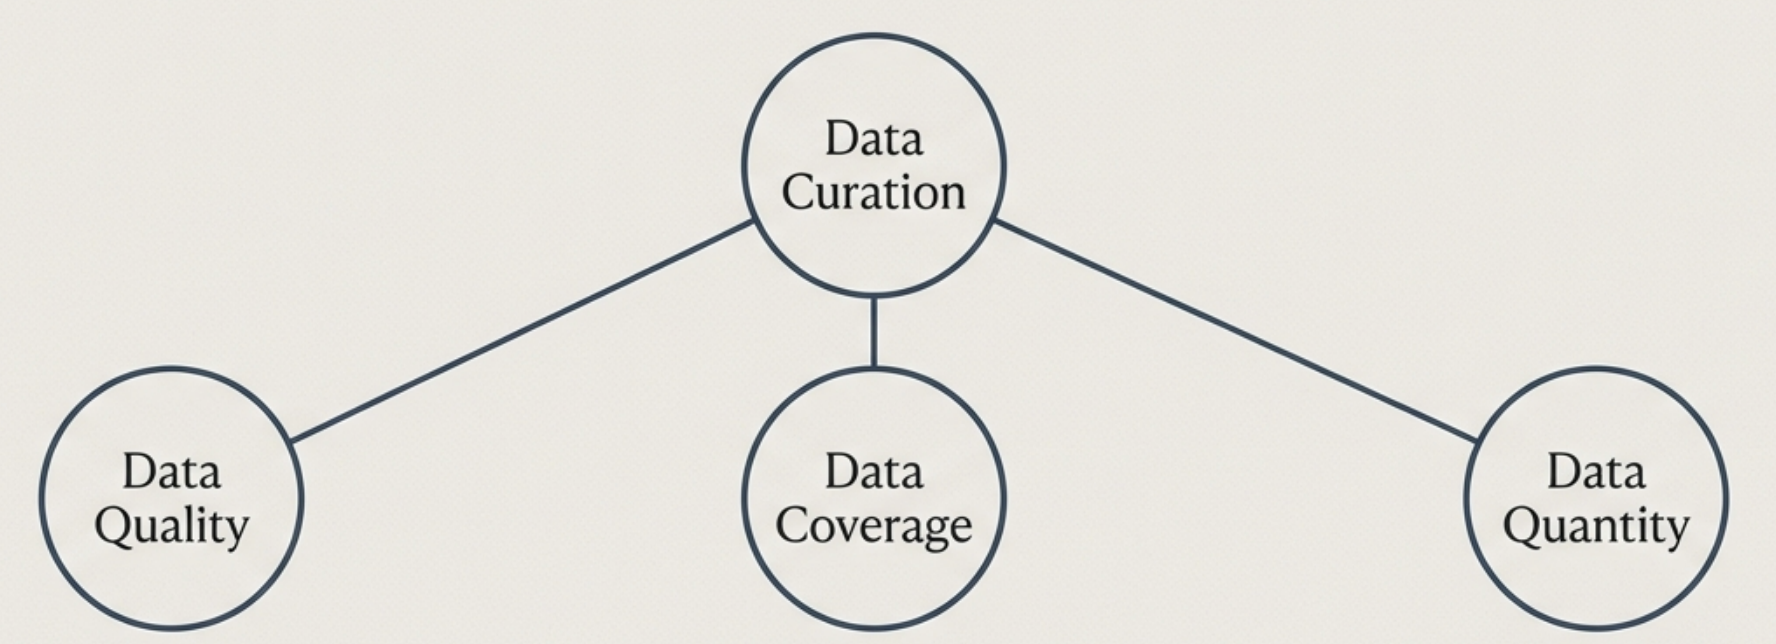 Data
Curation
Data
Quality
Data
Coverage
Data
Quantity